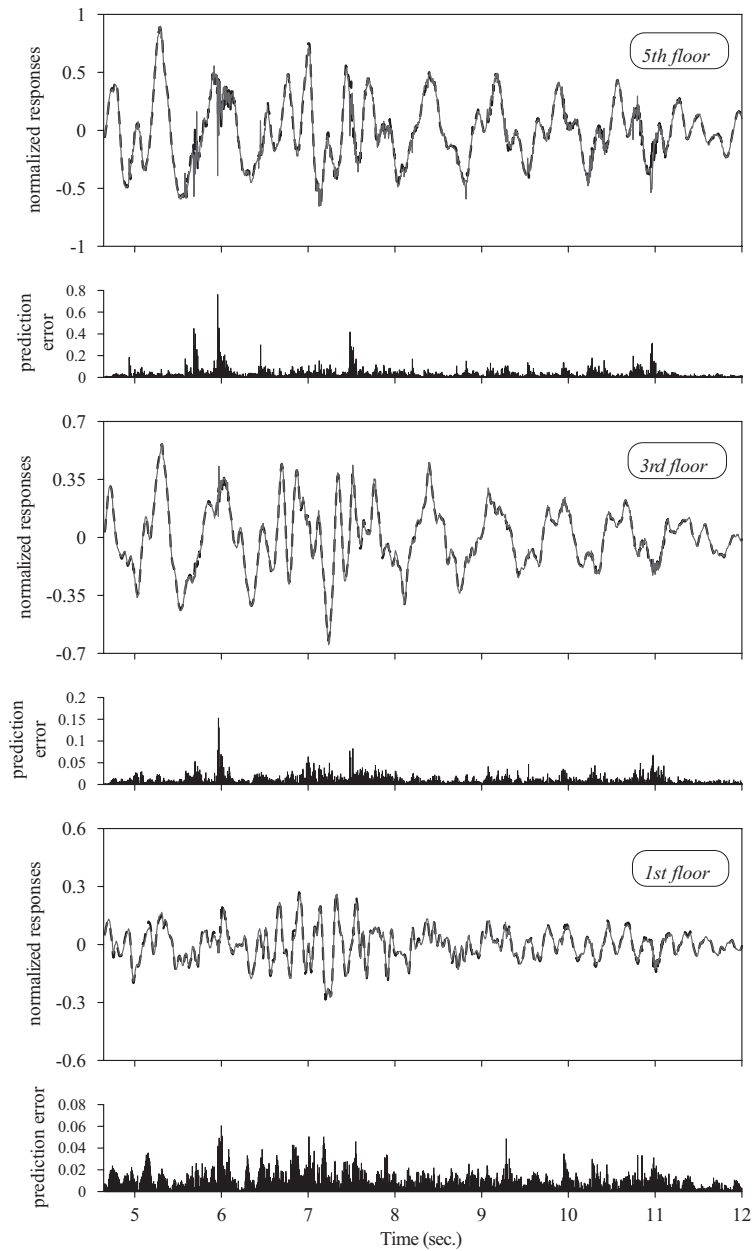 1
0.5
0
-0.5
-1
normalized responses
5th floor
0.8
0.6
0.4
0.2
0
prediction
error
0.7
0.35
0
-0.35
-0.7
normalized responses
3rd floor
0.2
0.15
0.1
0.05
0
prediction
error
0.6
0.3
0
-0.3
-0.6
normalized responses
1st floor
0.08
0.06
0.04
0.02
0
prediction error
5 6 7 8 9 10 11 12
Time (sec.)